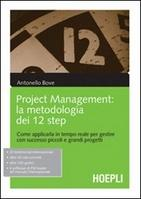 12
Antonello Bove
Project Management:
la metodologia
dei 12 step
Come applicarla in tempo reale per gestire
con successo piccoli e grandi progetti
HOEPLI